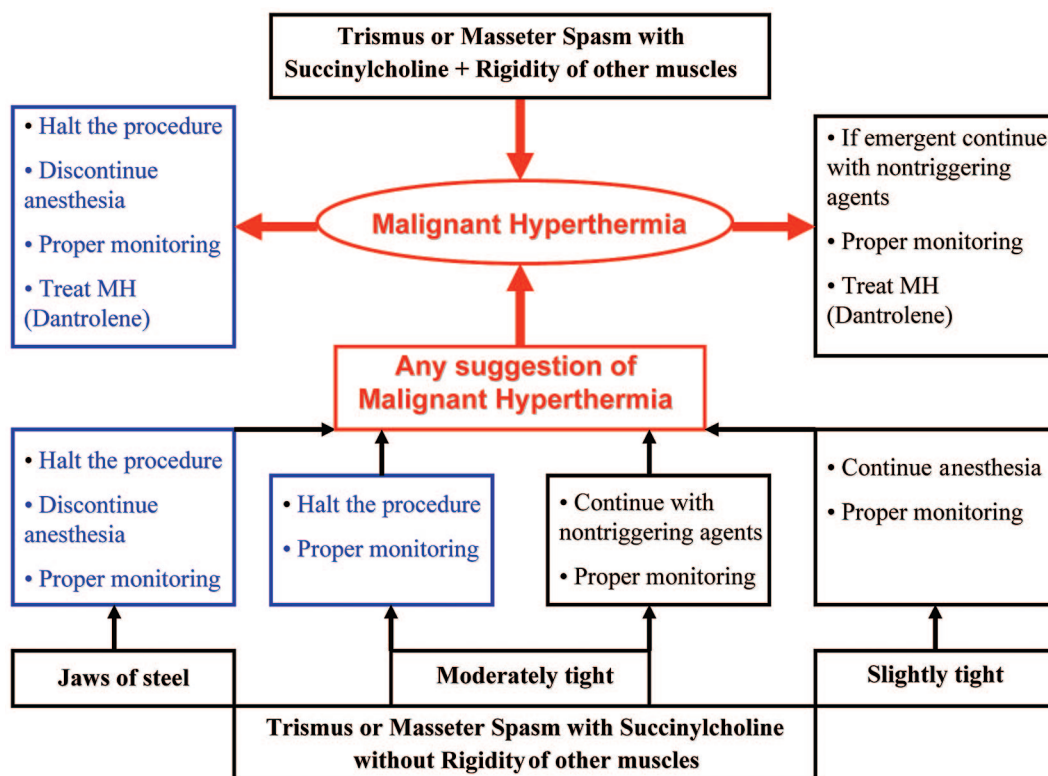 Trismus or Masseter Spasm with
Succinylcholine + Rigidity of other muscles
• Halt the procedure
• Discontinue
anesthesia
• Proper monitoring
• Treat MH
(Dantrolene)
Malignant Hyperthermia
• If emergent continue
with nontriggering
agents
• Proper monitoring
• Treat MH
(Dantrolene)
Any suggestion of
Malignant Hyperthermia
• Halt the procedure
• Discontinue
anesthesia
• Proper monitoring
• Halt the procedure
• Proper monitoring
• Continue with
nontriggering agents
• Proper monitoring
• Continue anesthesia
• Proper monitoring
Jaws of steel
Moderately tight
Slightly tight
Trismus or Masseter Spasm with Succinylcholine
without Rigidity of other muscles